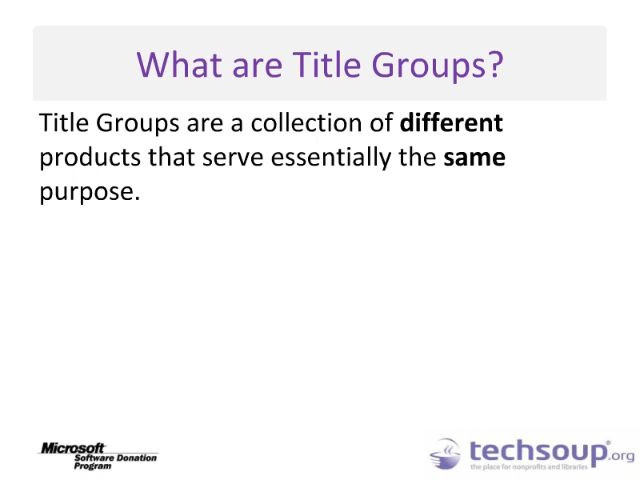 What are Title Groups?
Title Groups are a collection of different
products that serve essentially the same
purpose.
Microsoft
Software Donation
Program
techsoup.org
the place for nonprofits and libraries